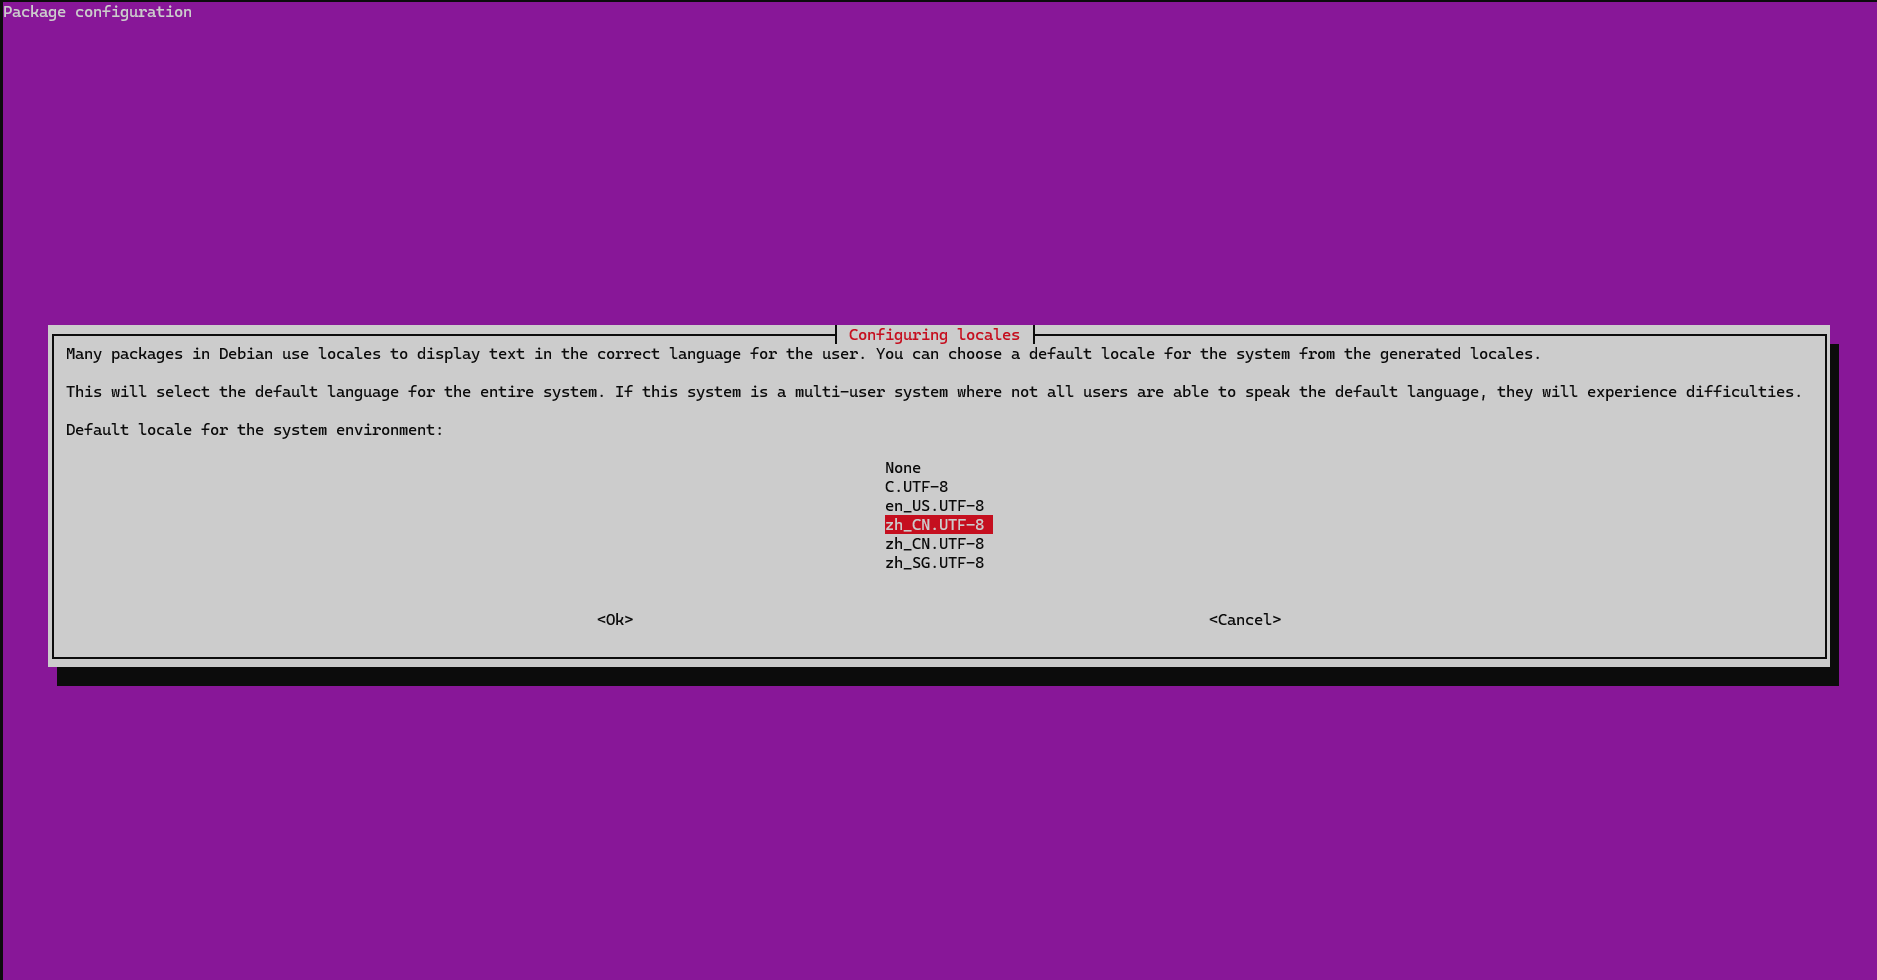 Package configuration
Configuring locales
Many packages in Debian use locales to display text in the correct language for the user. You can choose a default locale for the system from the generated locales.
This will select the default language for the entire system. If this system is a multi-user system where not all users are able to speak the default language, they will experience difficulties.
Default locale for the system environment:
None
C.UTF-8
en_US.UTF-8
zh_CN.UTF-8
zh_CN.UTF-8
zh_SG.UTF-8
<Ok> <Cancel>